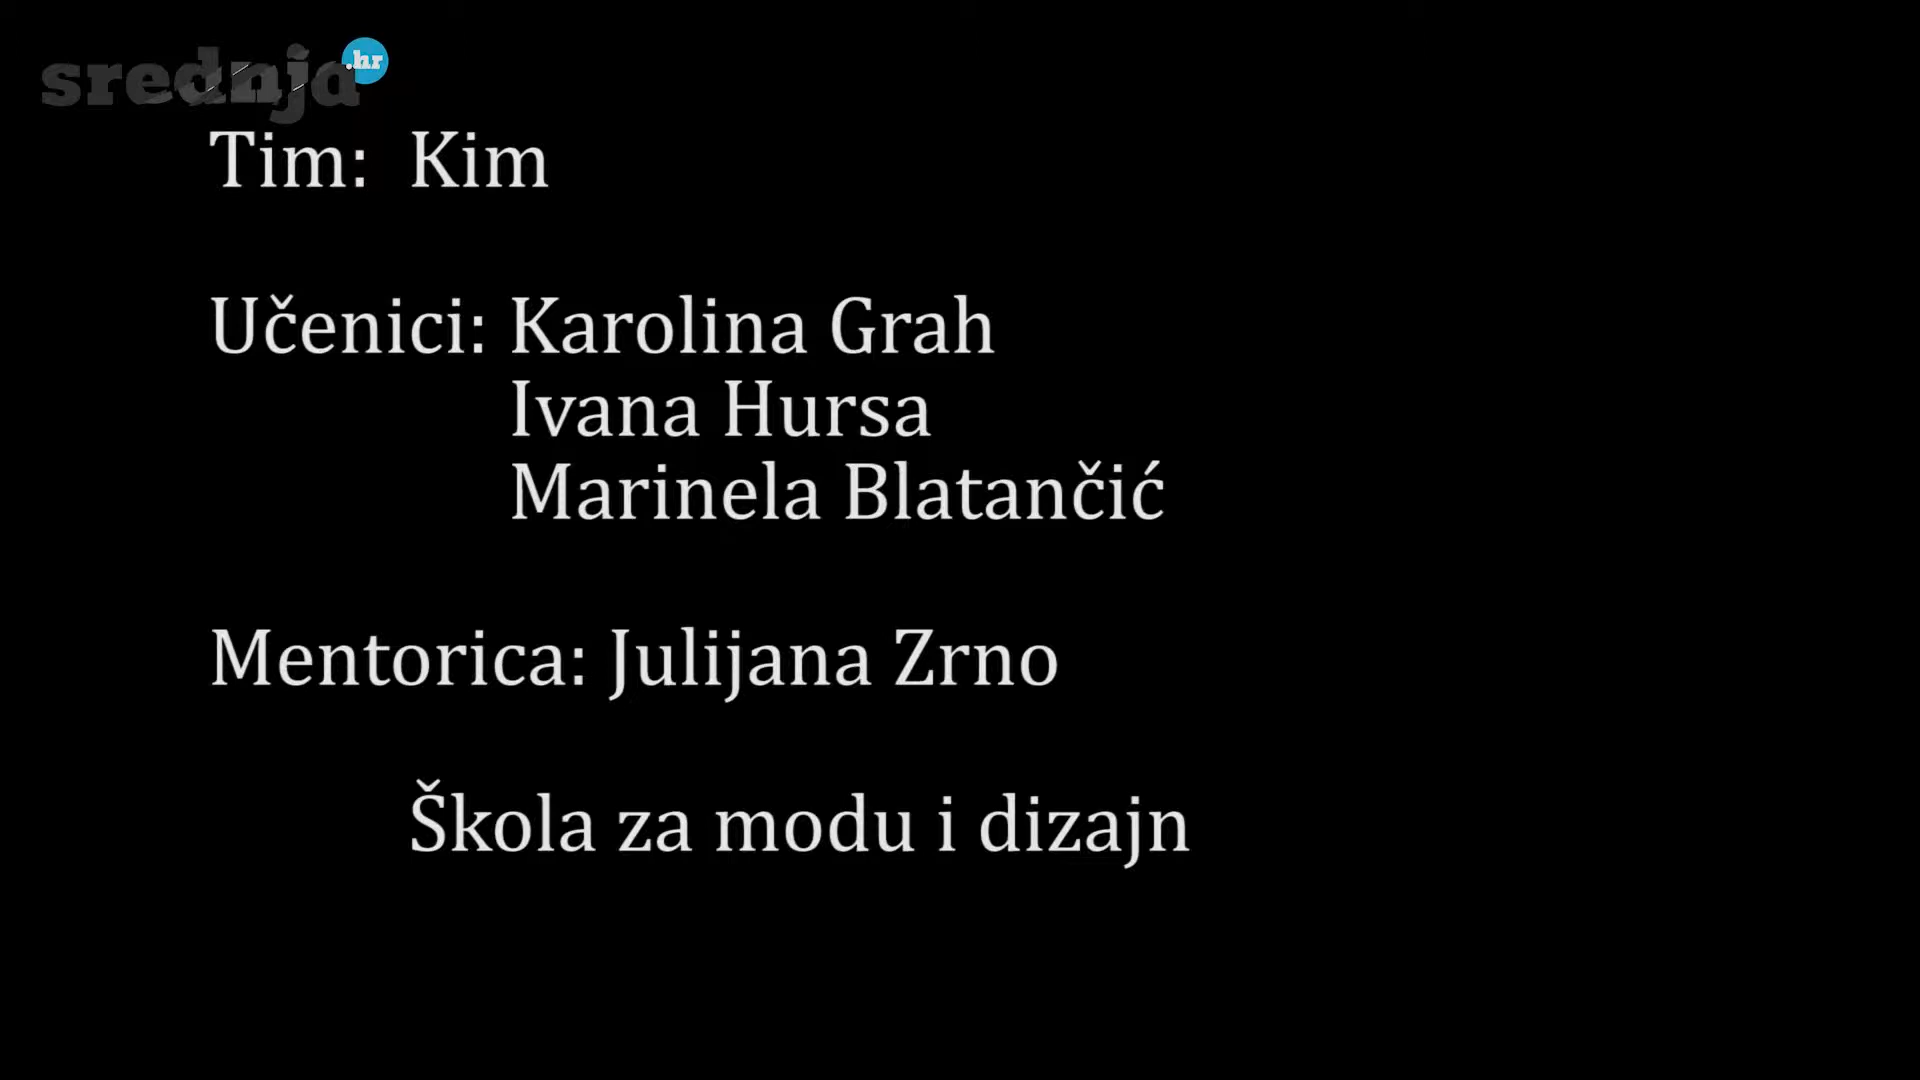 srednja.hr
Tim: Kim
Učenici: Karolina Grah
Ivana Hursa
Marinela Blatančić
Mentorica: Julijana Zrno
Škola za modu i dizajn